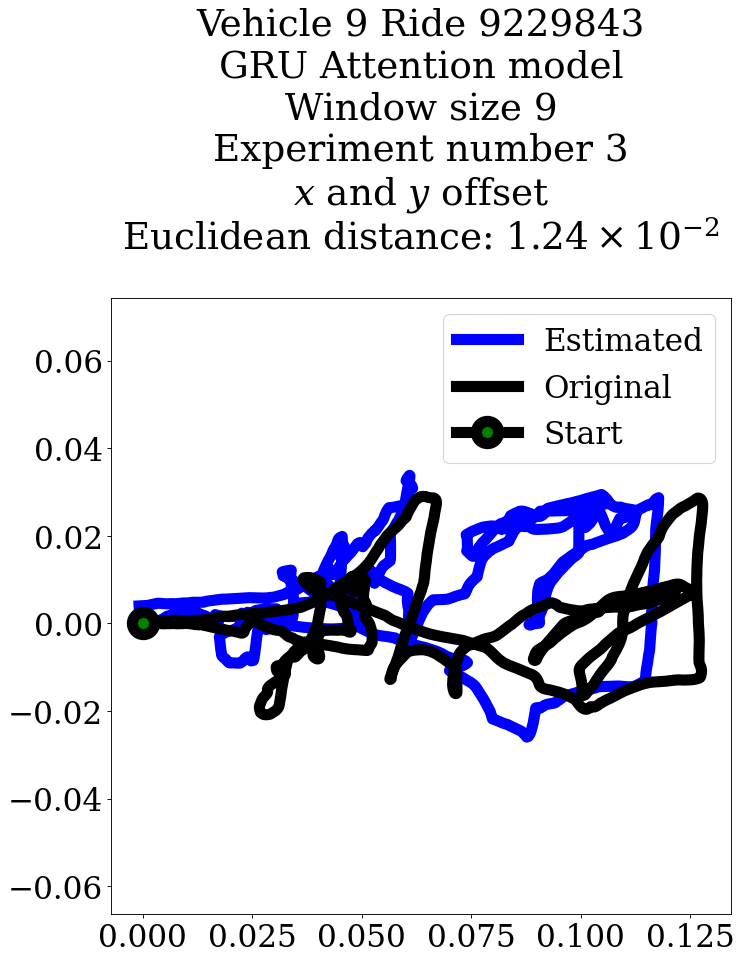 Vehicle 9 Ride 9229843
GRU Attention model
Window size 9
Experiment number 3
x and y offset
Euclidean distance: 1.24 × 10⁻²
Estimated
Original
Start
0.06
0.04
0.02
0.00
−0.02
−0.04
−0.06
0.000 0.025 0.050 0.075 0.100 0.125